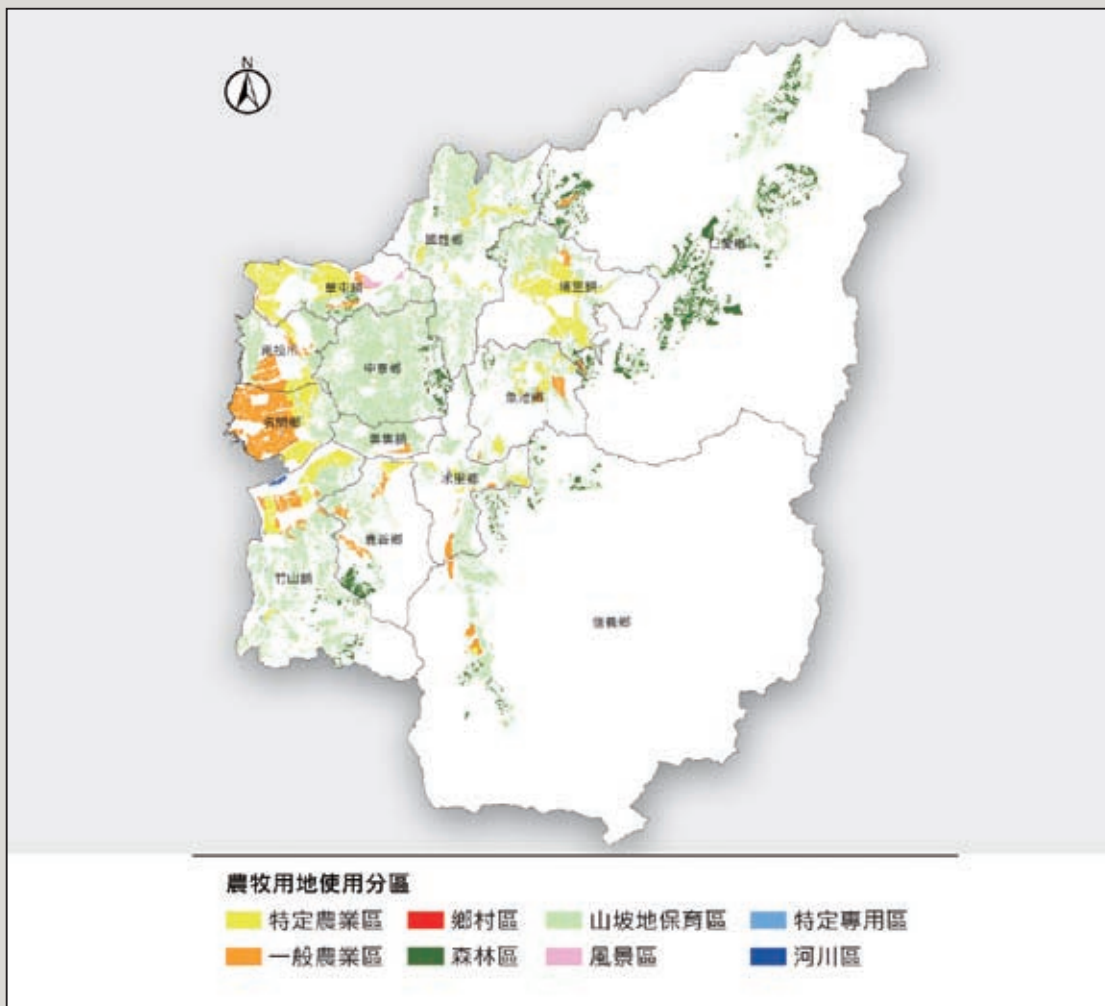 N
國姓鄉
仁愛鄉
草屯鎮
埔里鎮
南投市
中寮鄉
魚池鄉
名間鄉
集集鎮
水里鄉
鹿谷鄉
竹山鎮
信義鄉
農牧用地使用分區
特定農業區 鄉村區 山坡地保育區 特定專用區
一般農業區 森林區 風景區 河川區